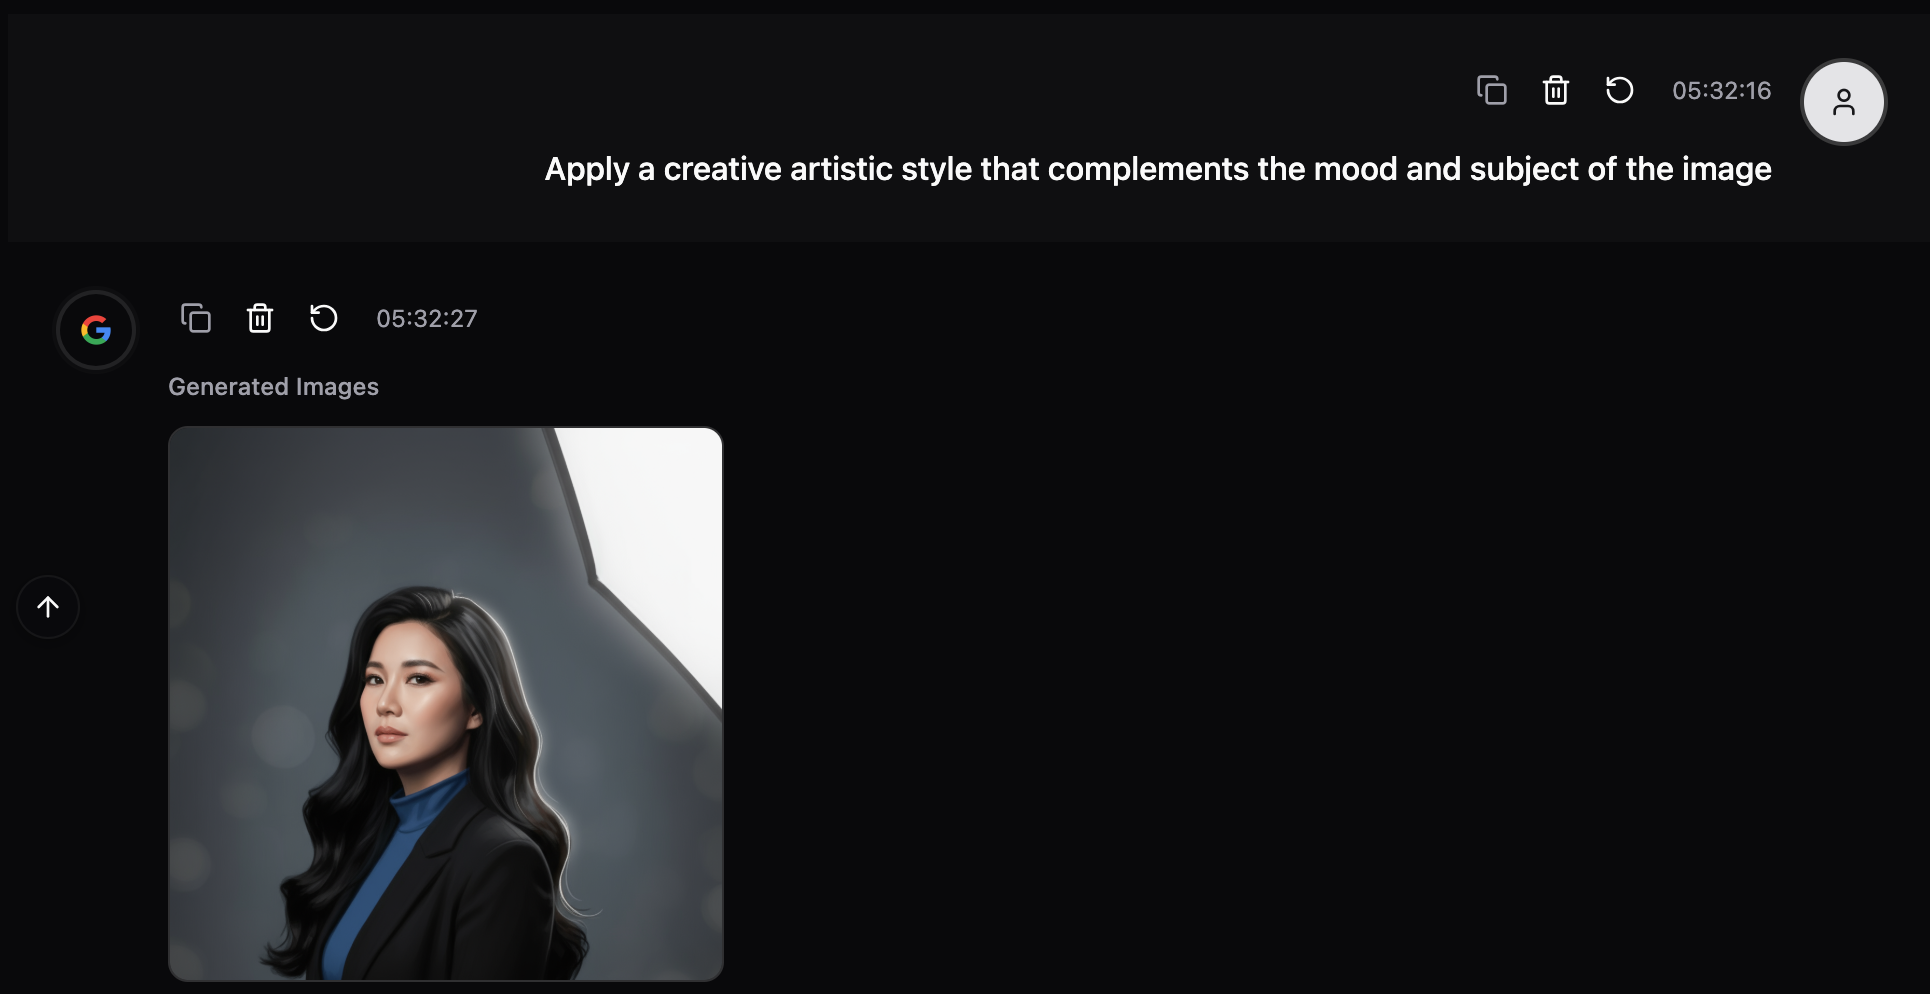 05:32:16
Apply a creative artistic style that complements the mood and subject of the image
05:32:27
Generated Images